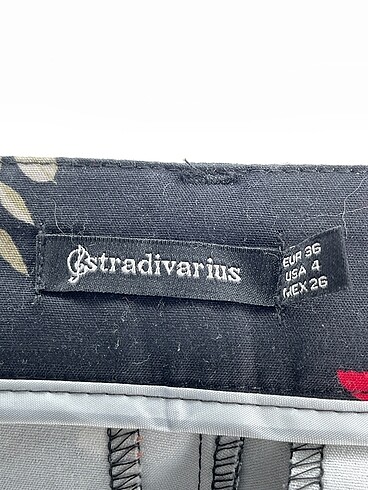 stradivarius
EUR 36
USA 4
MEX 26